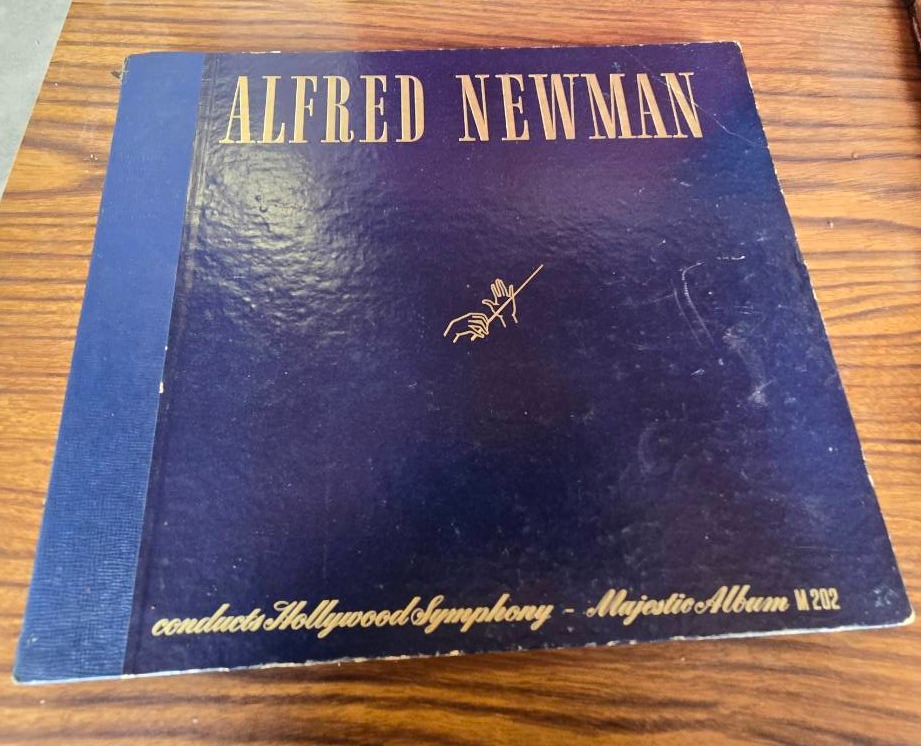 ALFRED NEWMAN
conducts Hollywood Symphony - Majestic Album M 202